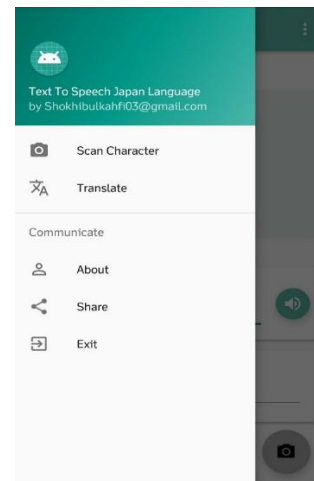 Text To Speech Japan Language
by Shokhibulkahfi03@gmail.com
Scan Character
Translate
Communicate
About
Share
Exit